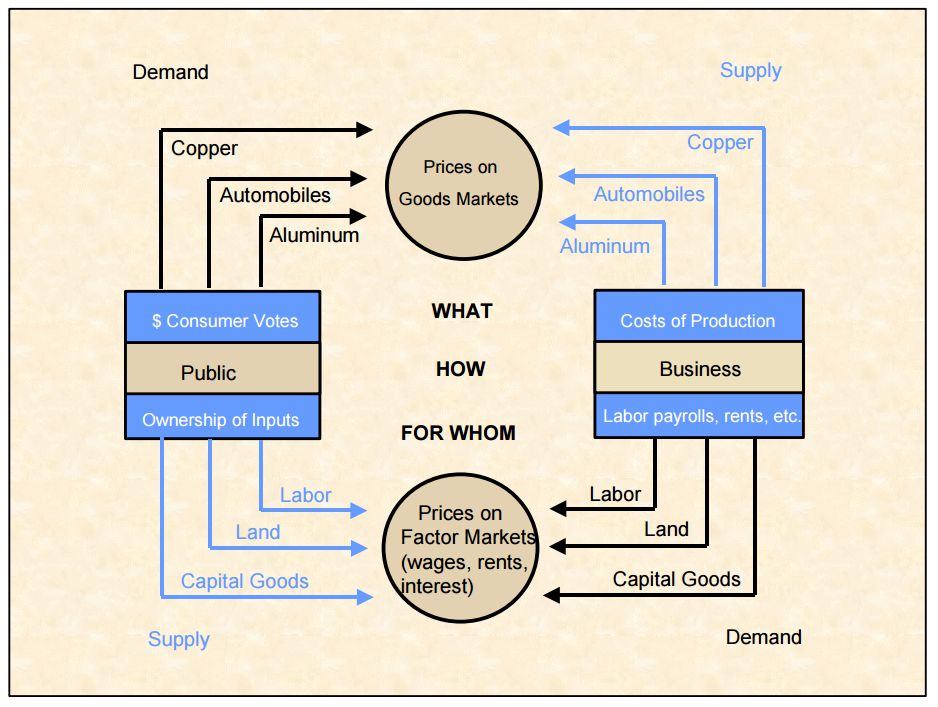 Demand
Supply
Copper
Copper
Prices on
Goods Markets
Automobiles
Automobiles
Aluminum
Aluminum
$ Consumer Votes
Public
Ownership of Inputs
WHAT
HOW
FOR WHOM
Costs of Production
Business
Labor payrolls, rents, etc.
Labor
Land
Capital Goods
Prices on
Factor Markets
(wages, rents,
interest)
Labor
Land
Capital Goods
Supply
Demand